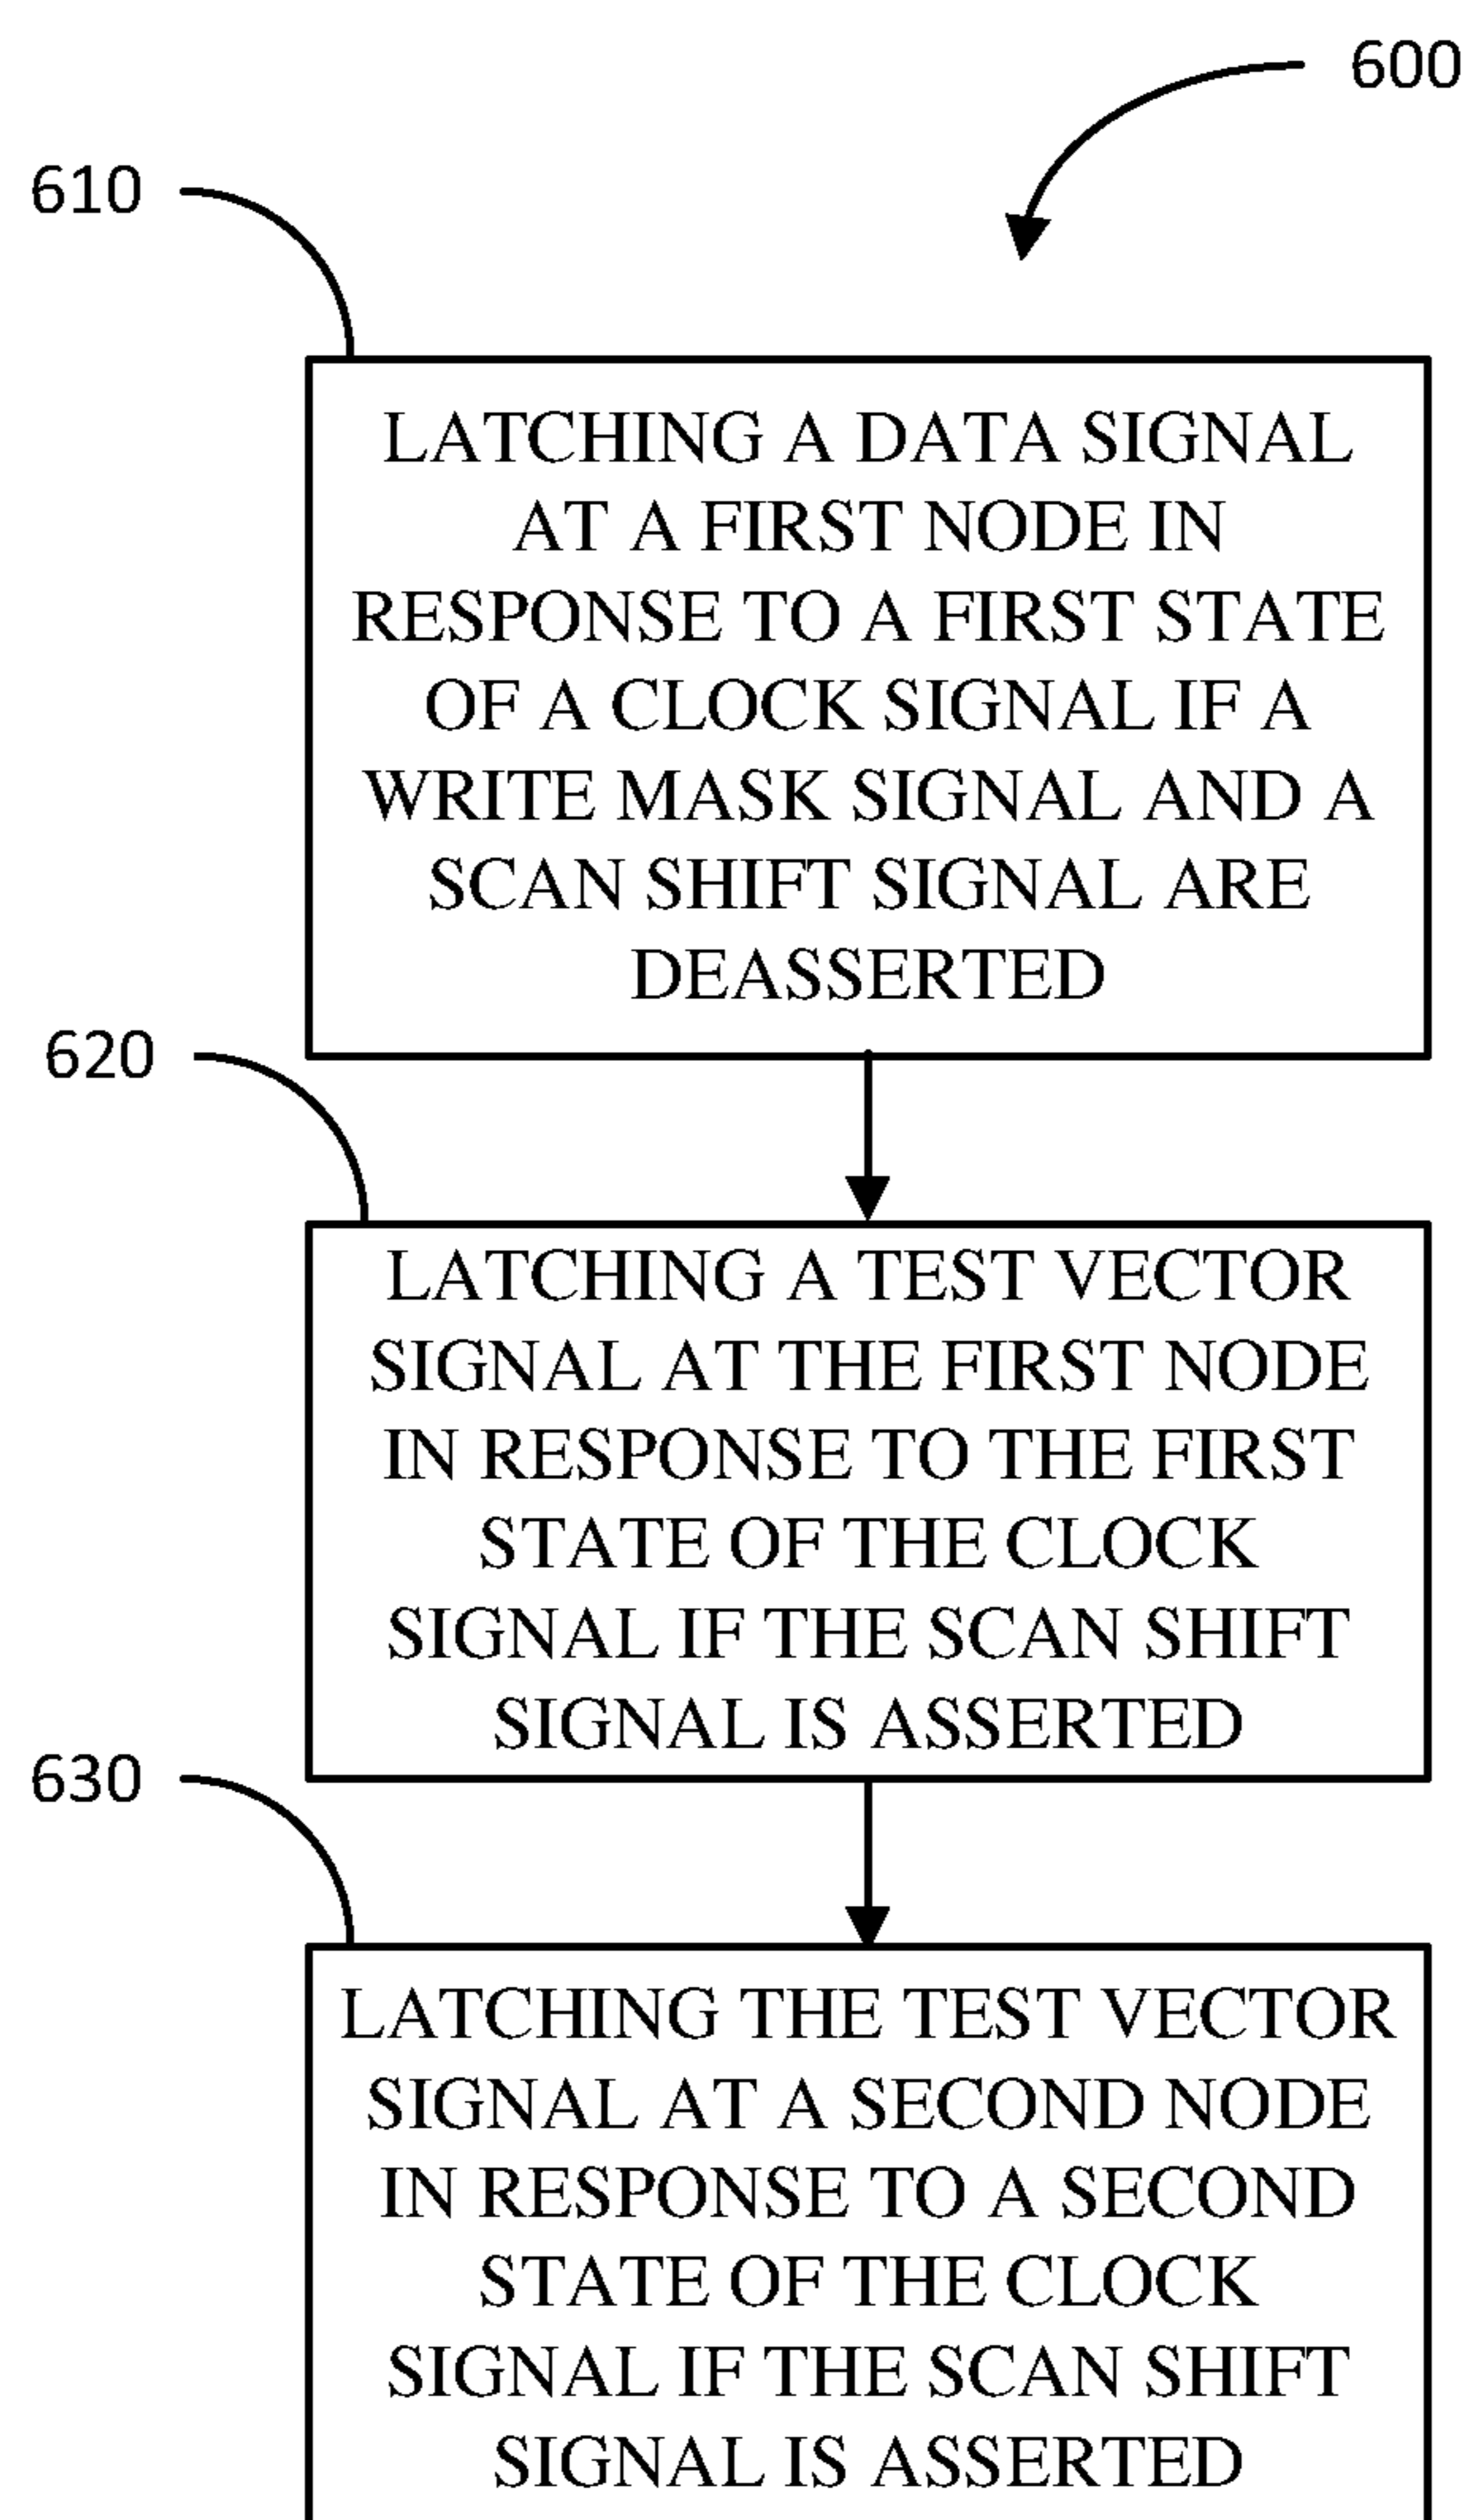 600
610
LATCHING A DATA SIGNAL
AT A FIRST NODE IN
RESPONSE TO A FIRST STATE
OF A CLOCK SIGNAL IF A
WRITE MASK SIGNAL AND A
SCAN SHIFT SIGNAL ARE
DEASSERTED
620
LATCHING A TEST VECTOR
SIGNAL AT THE FIRST NODE
IN RESPONSE TO THE FIRST
STATE OF THE CLOCK
SIGNAL IF THE SCAN SHIFT
SIGNAL IS ASSERTED
630
LATCHING THE TEST VECTOR
SIGNAL AT A SECOND NODE
IN RESPONSE TO A SECOND
STATE OF THE CLOCK
SIGNAL IF THE SCAN SHIFT
SIGNAL IS ASSERTED